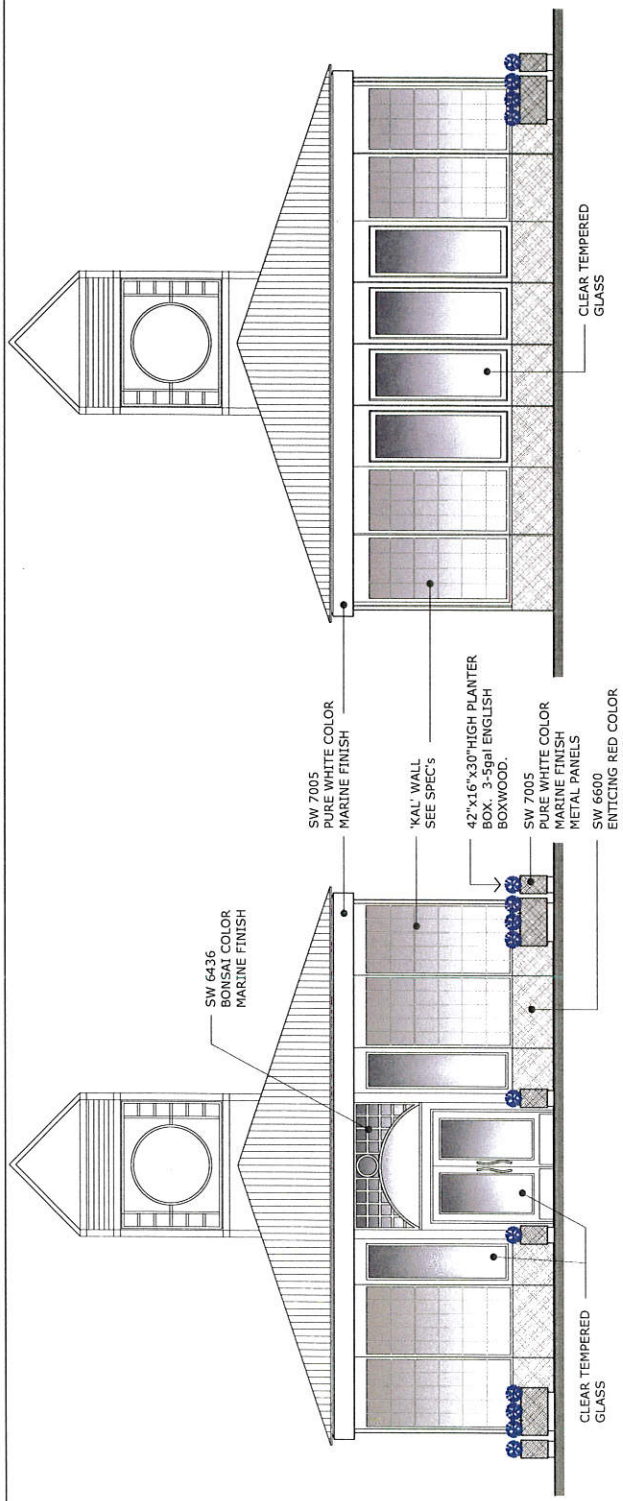 SW 6436
BONSAI COLOR
MARINE FINISH
CLEAR TEMPERED
GLASS
SW 7005
PURE WHITE COLOR
MARINE FINISH
'KAL' WALL
SEE SPEC's
42"x16"x30"HIGH PLANTER
BOX. 3-5gal ENGLISH
BOXWOOD.
SW 7005
PURE WHITE COLOR
MARINE FINISH
METAL PANELS
SW 6600
ENTICING RED COLOR
CLEAR TEMPERED
GLASS